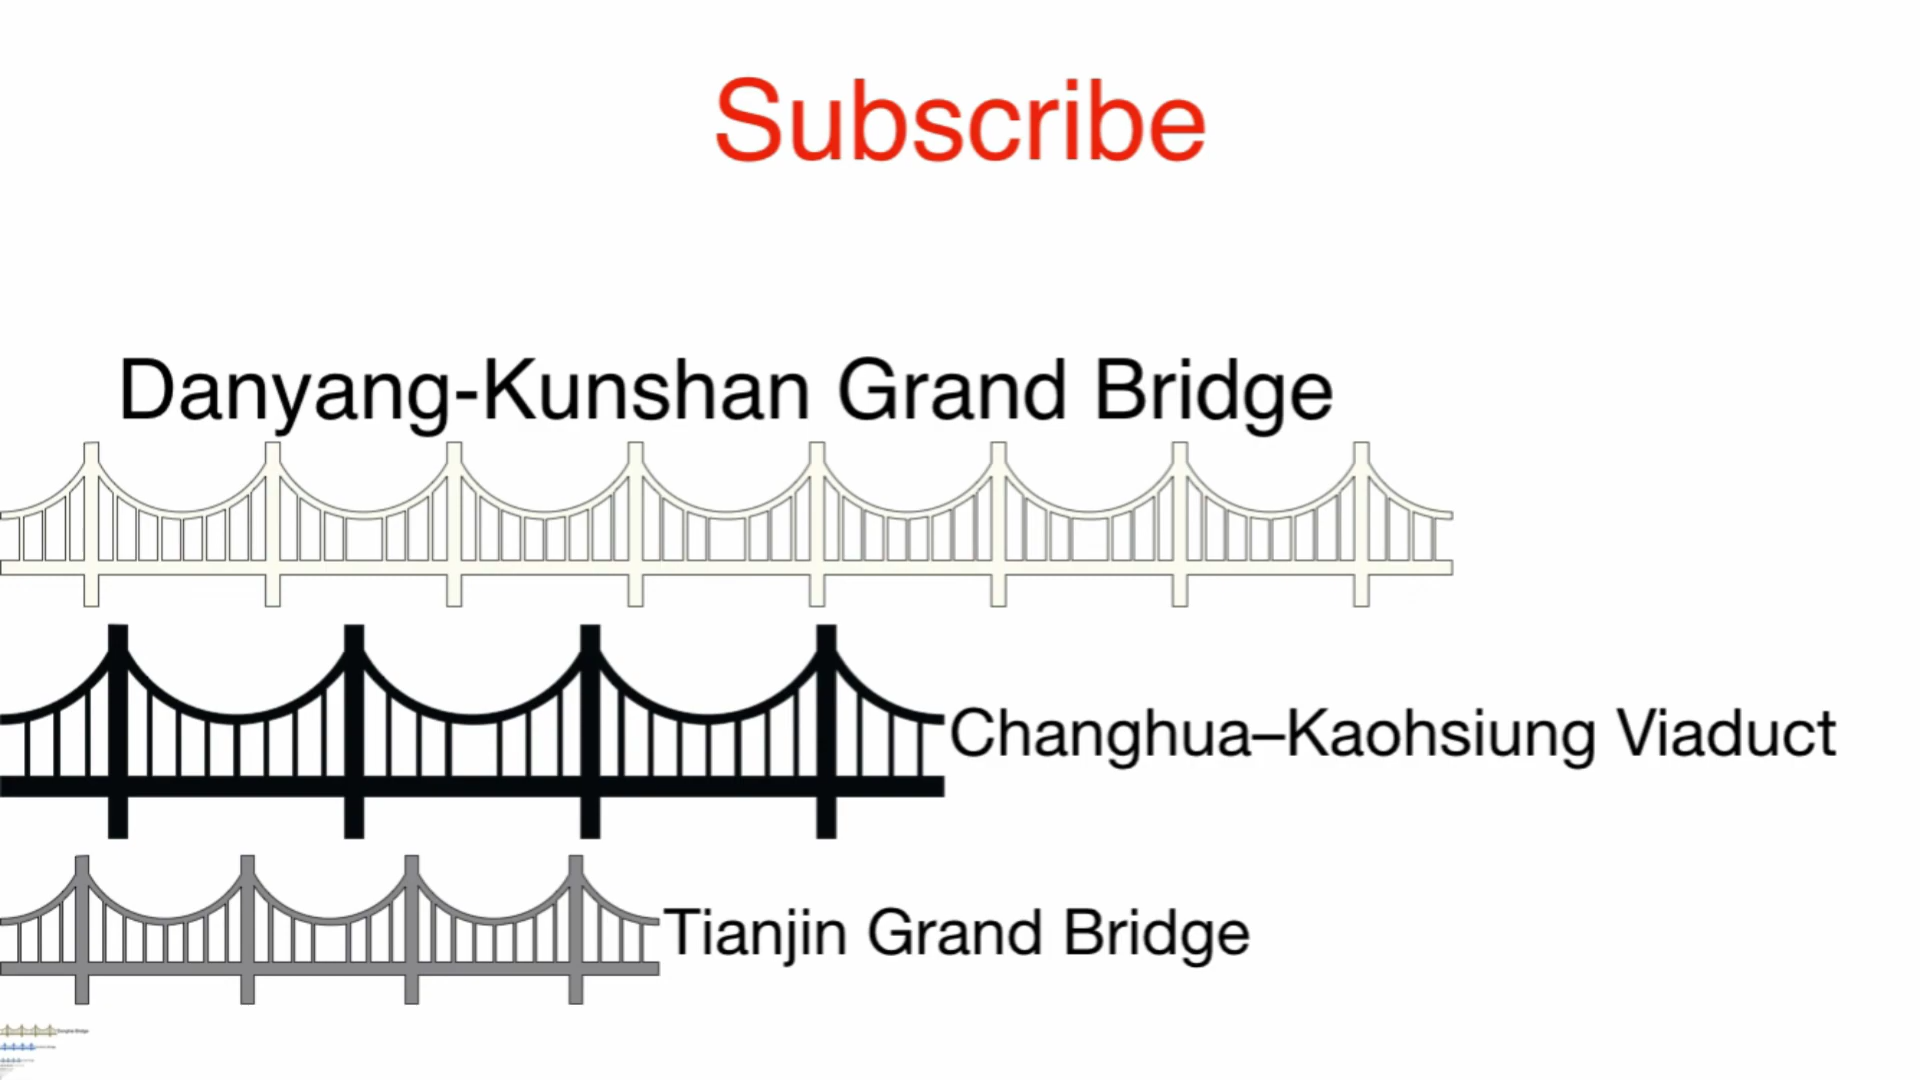 Subscribe
Danyang-Kunshan Grand Bridge
Changhua–Kaohsiung Viaduct
Tianjin Grand Bridge